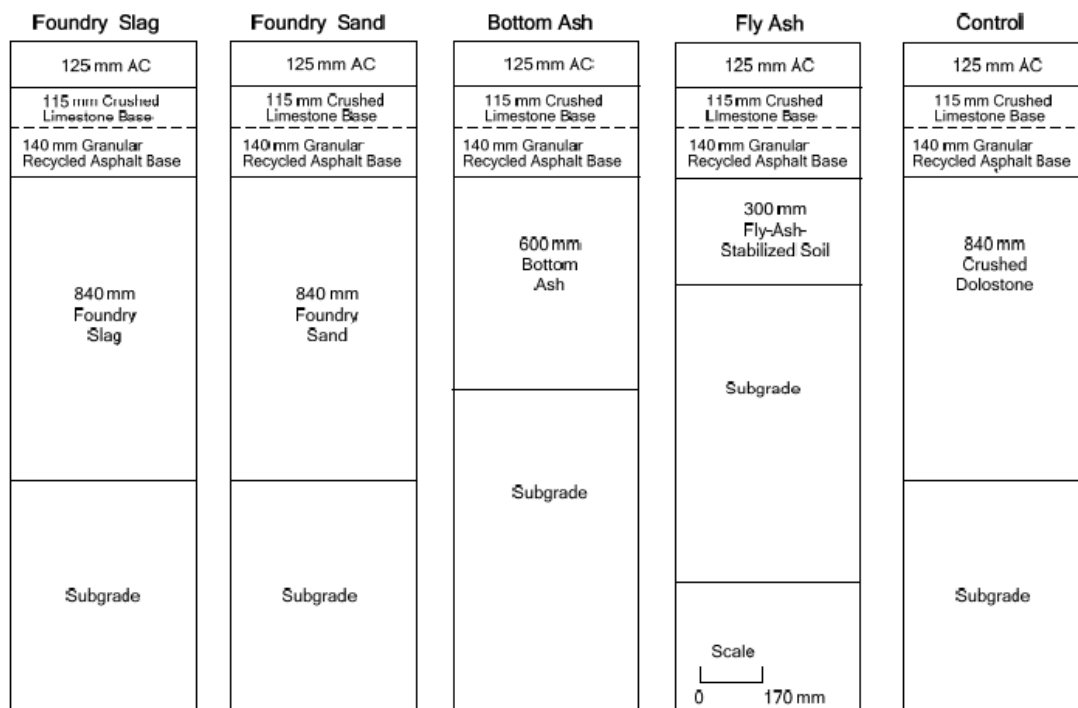 Foundry Slag
125 mm AC
115 mm Crushed
Limestone Base
140 mm Granular
Recycled Asphalt Base
840 mm
Foundry
Slag
Subgrade
Foundry Sand
125 mm AC
115 mm Crushed
Limestone Base
140 mm Granular
Recycled Asphalt Base
840 mm
Foundry
Sand
Subgrade
Bottom Ash
125 mm AC
115 mm Crushed
Limestone Base
140 mm Granular
Recycled Asphalt Base
600 mm
Bottom
Ash
Subgrade
Fly Ash
125 mm AC
115 mm Crushed
Limestone Base
140 mm Granular
Recycled Asphalt Base
300 mm
Fly-Ash-
Stabilized Soil
Subgrade
Scale
0 170 mm
Control
125 mm AC
115 mm Crushed
Limestone Base
140 mm Granular
Recycled Asphalt Base
840 mm
Crushed
Dolostone
Subgrade